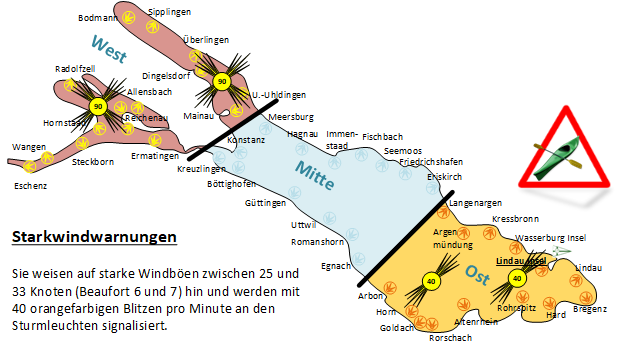 Sipplingen
Bodmann
Überlingen
West
Radolfzell
Dingelsdorf
90
U.-Uhldingen
Allensbach
90
Mainau
Meersburg
Hornstaad
Reichenau
Konstanz
Hagnau
Immen-
staad
Fischbach
Wangen
Ermatingen
Seemoos
Steckborn
Kreuzlingen
Friedrichshafen
Eschenz
Böttighofen
Mitte
Eriskirch
Güttingen
Langenargen
Kressbronn
Uttwil
Argen
mündung
Romanshorn
Wasserburg Insel
Lindau Insel
Egnach
Ost
Lindau
40
40
Arbon
Rohrspitz
Bregenz
Horn
Hard
Altenrhein
Goldach
Rorschach
Starkwindwarnungen
Sie weisen auf starke Windböen zwischen 25 und
33 Knoten (Beaufort 6 und 7) hin und werden mit
40 orangefarbigen Blitzen pro Minute an den
Sturmleuchten signalisiert.